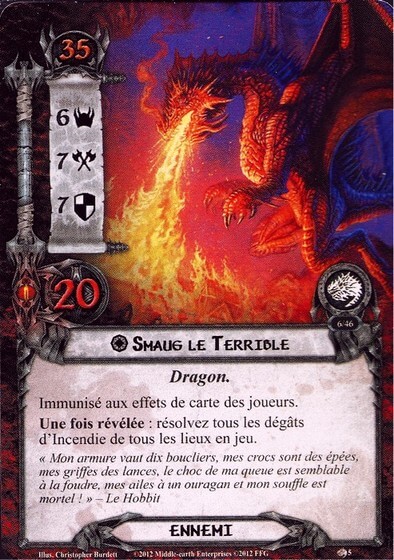 35
6
7
7
20
6/46
Smaug le Terrible
Dragon.
Immunisé aux effets de carte des joueurs.
Une fois révélée : résolvez tous les dégâts
d'Incendie de tous les lieux en jeu.
« Mon armure vaut dix boucliers, mes crocs sont des épées,
mes griffes des lances, le choc de ma queue est semblable
à la foudre, mes ailes à un ouragan et mon souffle est
mortel ! » – Le Hobbit
ENNEMI
Illus. Christopher Burdett ©2012 Middle-earth Enterprises ©2012 FFG 5